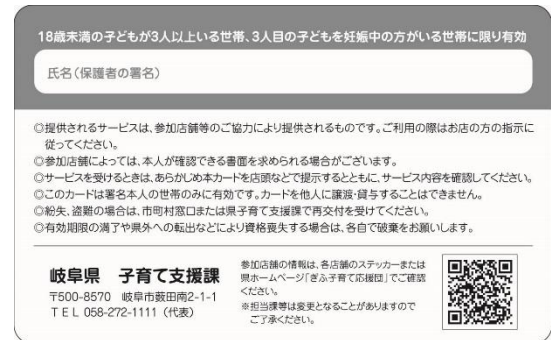 18歳未満の子どもが3人以上いる世帯、3人目の子どもを妊娠中の方がいる世帯に限り有効
氏名(保護者の署名)
◎提供されるサービスは、参加店舗等のご協力により提供されるものです。ご利用の際はお店の方の指示に
従ってください。
◎参加店舗によっては、本人が確認できる書面を求められる場合がございます。
◎サービスを受けるときは、あらかじめ本カードを店頭などで提示するとともに、サービス内容を確認してください。
◎このカードは署名本人の世帯のみに有効です。カードを他人に譲渡・貸与することはできません。
◎紛失、盗難の場合は、市町村窓口または県子育て支援課で再交付を受けてください。
◎有効期限の満了や県外への転出などにより資格喪失する場合は、各自で破棄をお願いします。
岐阜県 子育て支援課
〒500-8570 岐阜市薮田南2-1-1
TEL 058-272-1111(代表)
参加店舗の情報は、各店舗のステッカーまたは
県ホームページ「ぎふ子育て応援団」でご確認
ください。
※担当課等は変更となることがありますので
ご了承ください。